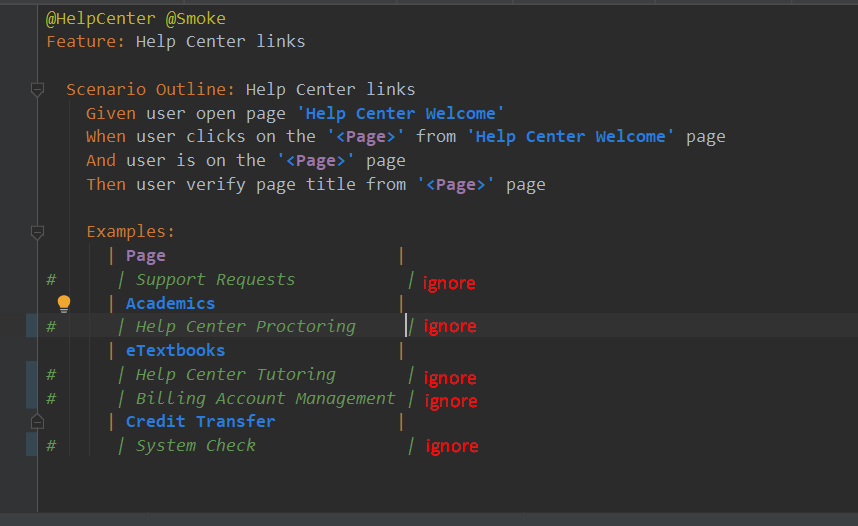 @HelpCenter @Smoke
Feature: Help Center links
Scenario Outline: Help Center links
Given user open page 'Help Center Welcome'
When user clicks on the '<Page>' from 'Help Center Welcome' page
And user is on the '<Page>' page
Then user verify page title from '<Page>' page
Examples:
| Page |
# | Support Requests | ignore
| Academics |
# | Help Center Proctoring | ignore
| eTextbooks |
# | Help Center Tutoring | ignore
# | Billing Account Management | ignore
| Credit Transfer |
# | System Check | ignore